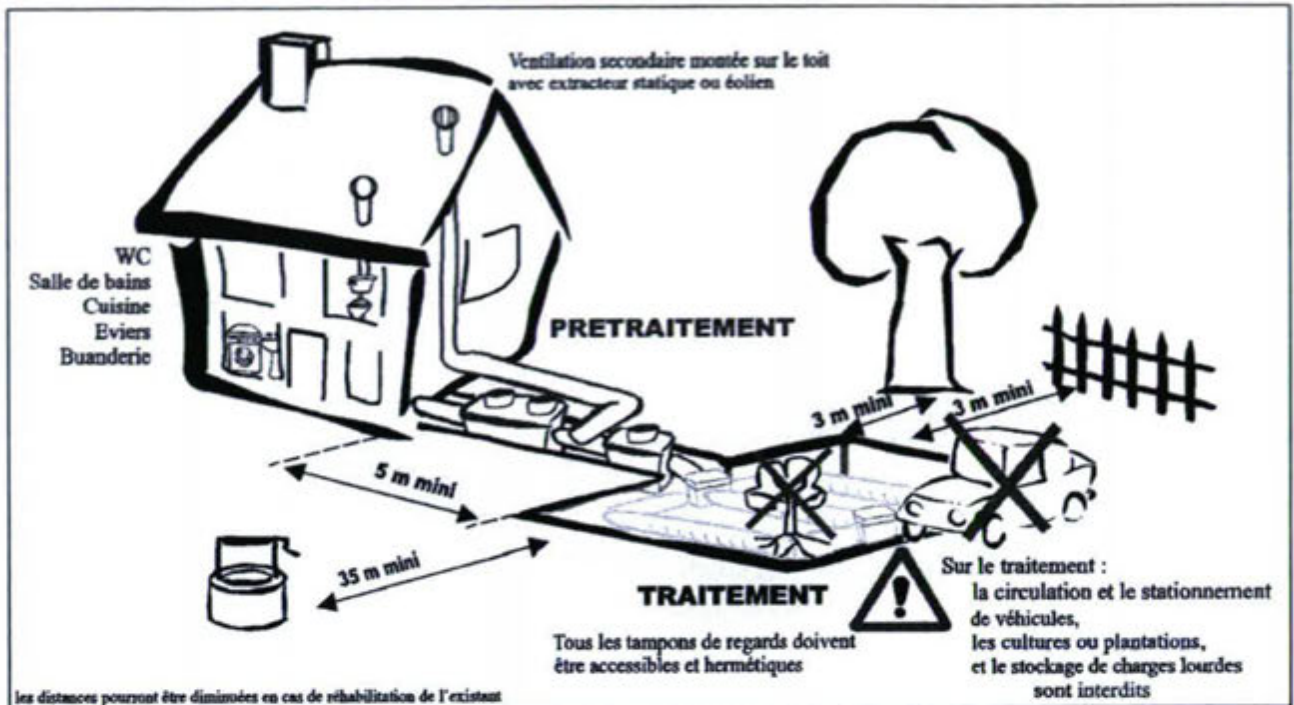 Ventilation secondaire montée sur le toit
avec extracteur statique ou éolien
WC
Salle de bains
Cuisine
Eviers
Buanderie
PRETRAITEMENT
3 m mini
3 m mini
5 m mini
35 m mini
TRAITEMENT
Tous les tampons de regards doivent
être accessibles et hermétiques
Sur le traitement :
la circulation et le stationnement
de véhicules,
les cultures ou plantations,
et le stockage de charges lourdes
sont interdits
les distances pourront être diminuées en cas de réhabilitation de l'existant